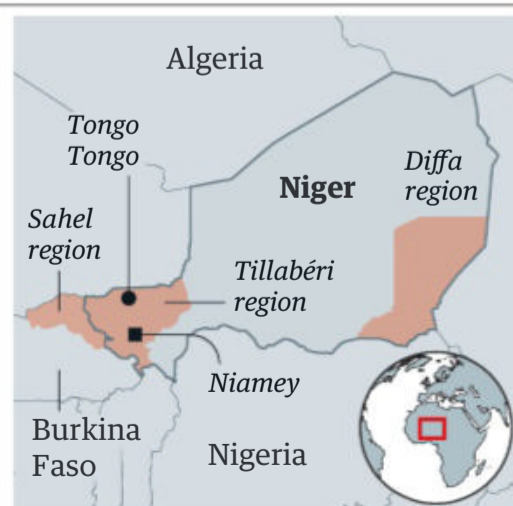 Algeria
Tongo
Tongo
Niger
Diffa
region
Sahel
region
Tillabéri
region
Niamey
Burkina
Faso
Nigeria